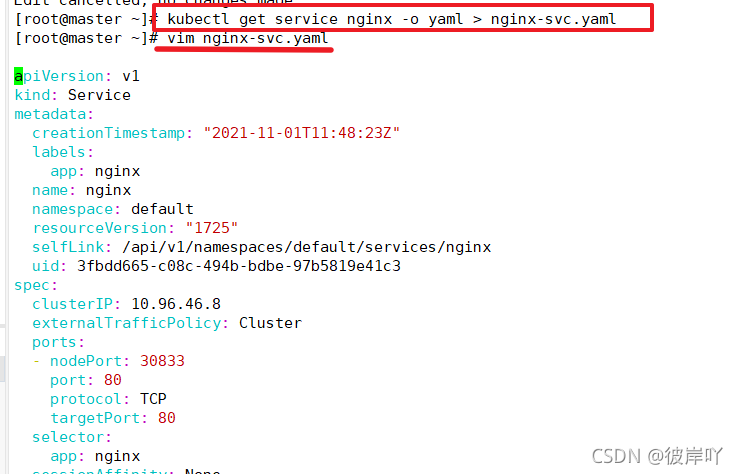 Edit cancelled, no changes made
[root@master ~]# kubectl get service nginx -o yaml > nginx-svc.yaml
[root@master ~]# vim nginx-svc.yaml
apiVersion: v1
kind: Service
metadata:
  creationTimestamp: "2021-11-01T11:48:23Z"
  labels:
    app: nginx
  name: nginx
  namespace: default
  resourceVersion: "1725"
  selfLink: /api/v1/namespaces/default/services/nginx
  uid: 3fbdd665-c08c-494b-bdbe-97b5819e41c3
spec:
  clusterIP: 10.96.46.8
  externalTrafficPolicy: Cluster
  ports:
  - nodePort: 30833
    port: 80
    protocol: TCP
    targetPort: 80
  selector:
    app: nginx
  sessionAffinity: None
CSDN @彼岸吖